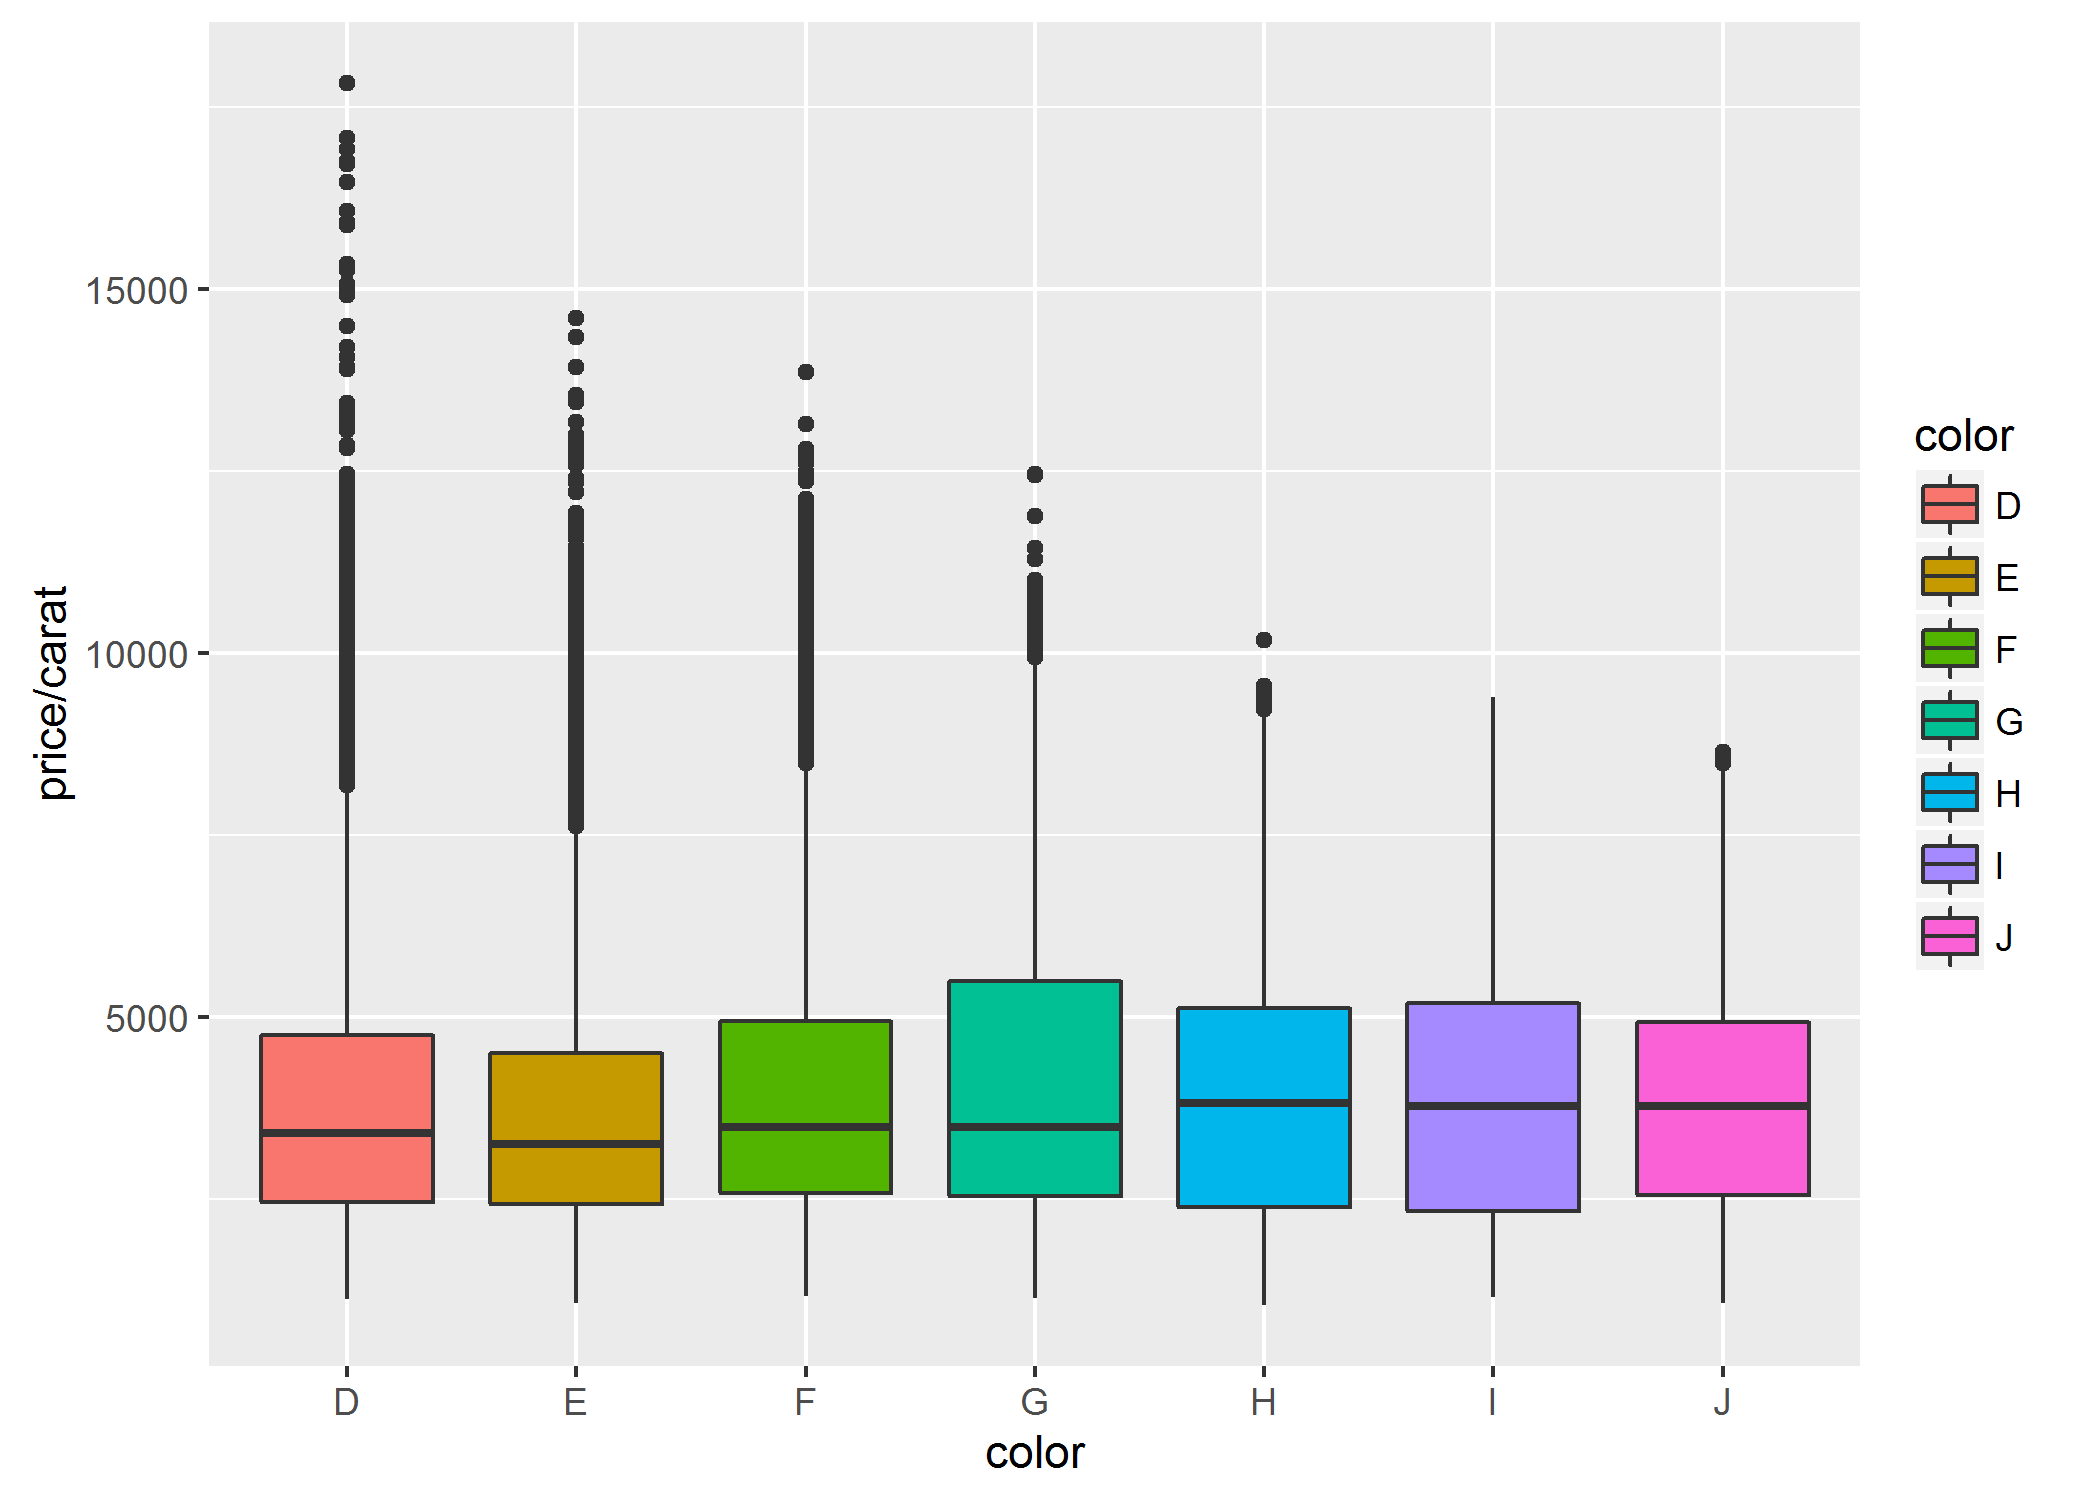 price/carat
15000
10000
5000
D E F G H I J
color
color
D
E
F
G
H
I
J